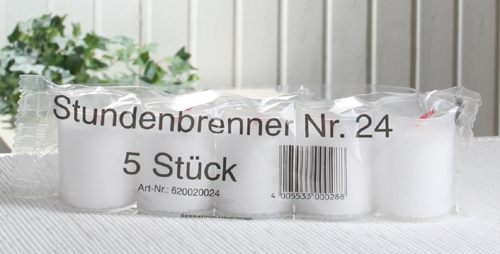 Stundenbrenner Nr. 24
5 Stück
Art-Nr.: 620020024
4 005533 000288